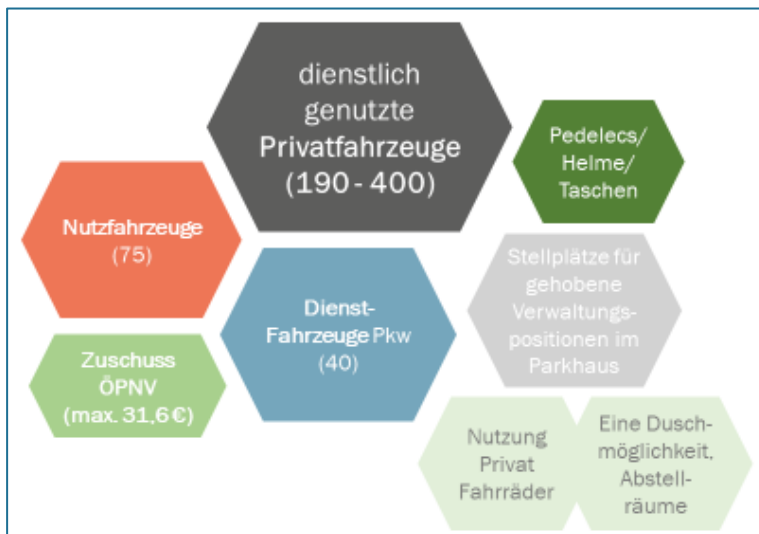 dienstlich
genutzte
Privatfahrzeuge
(190 - 400)
Pedelecs/
Helme/
Taschen
Nutzfahrzeuge
(75)
Dienst-
Fahrzeuge Pkw
(40)
Stellplätze für
gehobene
Verwaltungs-
positionen im
Parkhaus
Zuschuss
ÖPNV
(max. 31,6 €)
Nutzung
Privat
Fahrräder
Eine Dusch-
möglichkeit,
Abstell-
räume